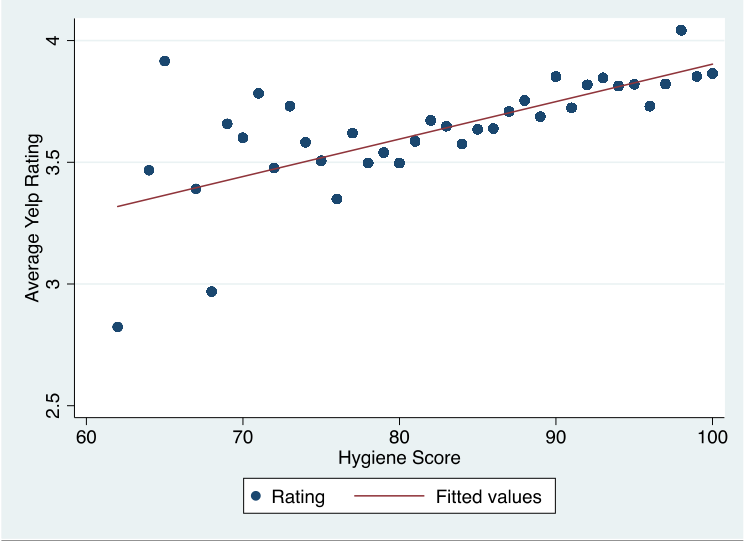 Average Yelp Rating
4
3.5
3
2.5
60 70 80 90 100
Hygiene Score
Rating Fitted values